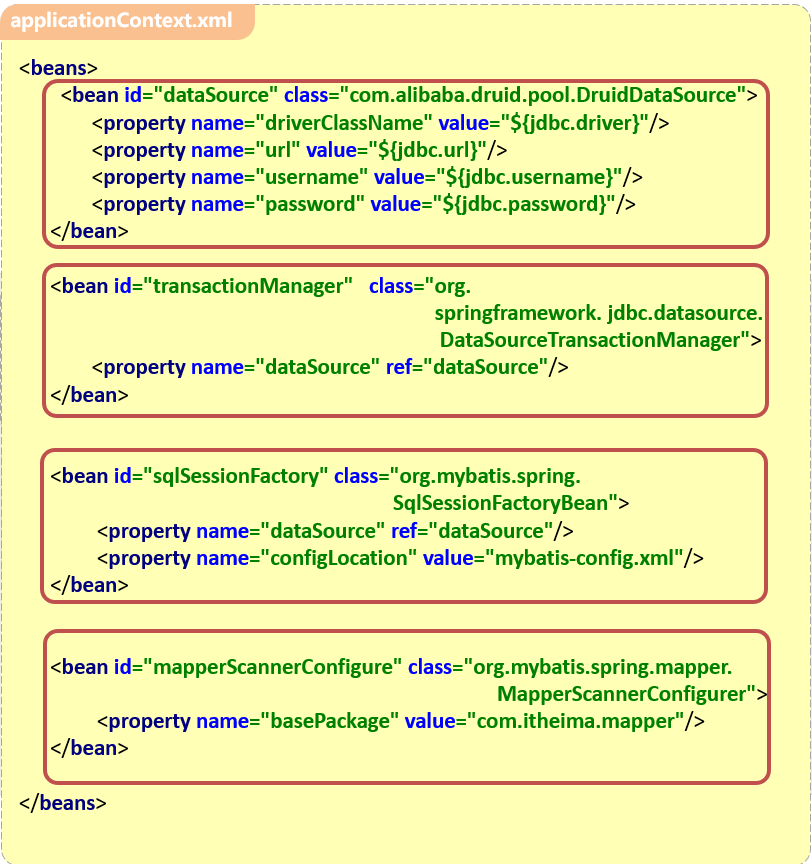 applicationContext.xml
<beans>
<bean id="dataSource" class="com.alibaba.druid.pool.DruidDataSource">
<property name="driverClassName" value="${jdbc.driver}"/>
<property name="url" value="${jdbc.url}"/>
<property name="username" value="${jdbc.username}"/>
<property name="password" value="${jdbc.password}"/>
</bean>
<bean id="transactionManager" class="org.
springframework. jdbc.datasource.
DataSourceTransactionManager">
<property name="dataSource" ref="dataSource"/>
</bean>
<bean id="sqlSessionFactory" class="org.mybatis.spring.
SqlSessionFactoryBean">
<property name="dataSource" ref="dataSource"/>
<property name="configLocation" value="mybatis-config.xml"/>
</bean>
<bean id="mapperScannerConfigure" class="org.mybatis.spring.mapper.
MapperScannerConfigurer">
<property name="basePackage" value="com.itheima.mapper"/>
</bean>
</beans>